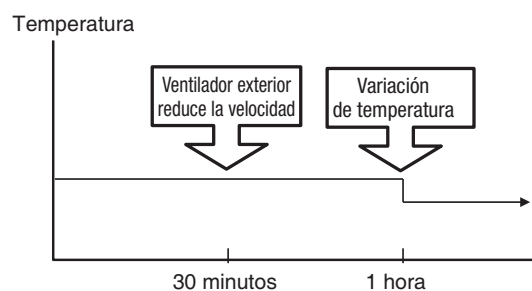 Temperatura
Ventilador exterior
reduce la velocidad
Variación
de temperatura
30 minutos
1 hora